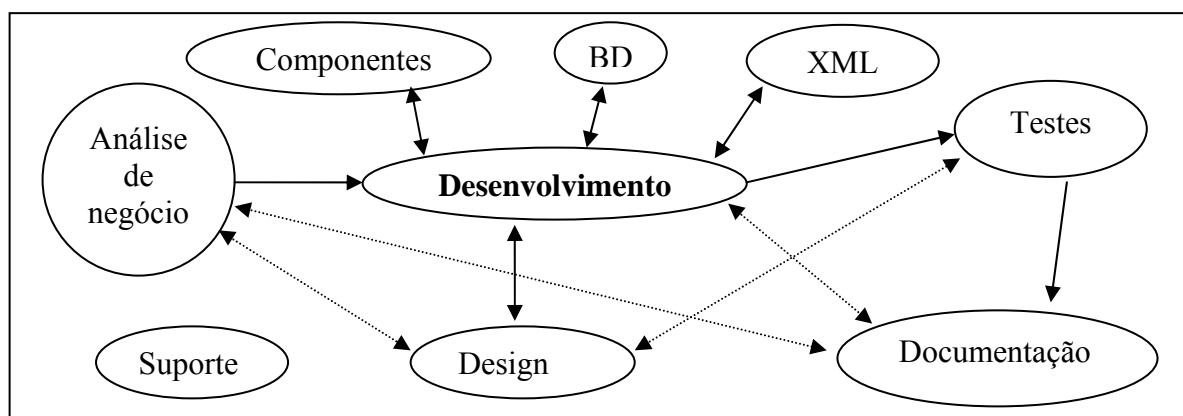 Componentes
BD
XML
Testes
Análise
de
negócio
Desenvolvimento
Suporte
Design
Documentação